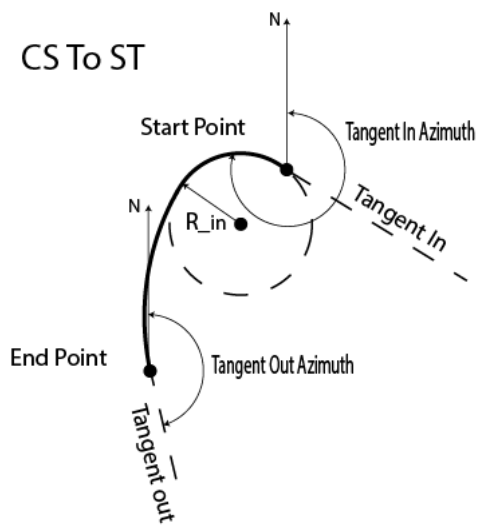 N
CS To ST
Start Point
Tangent In Azimuth
Tangent In
N
R_in
End Point
Tangent Out Azimuth
Tangent out